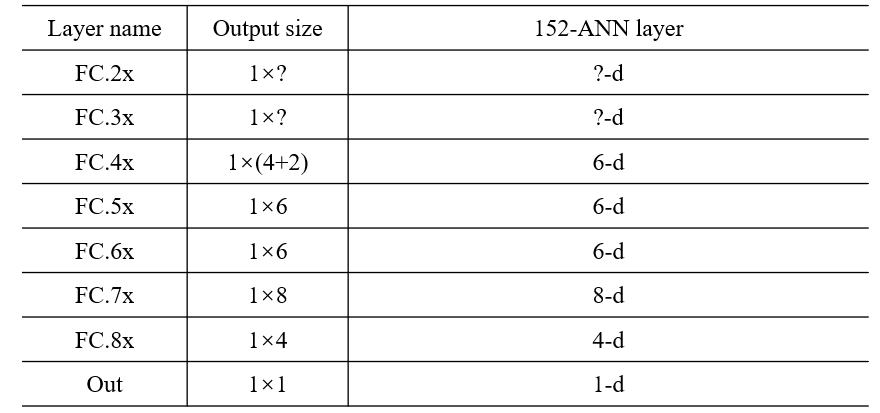 Layer name Output size 152-ANN layer
FC.2x 1×? ?-d
FC.3x 1×? ?-d
FC.4x 1×(4+2) 6-d
FC.5x 1×6 6-d
FC.6x 1×6 6-d
FC.7x 1×8 8-d
FC.8x 1×4 4-d
Out 1×1 1-d